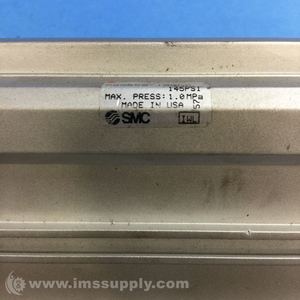 145PSI
MAX. PRESS: 1.0MPa
MADE IN USA
SMC
© www.imssupply.com